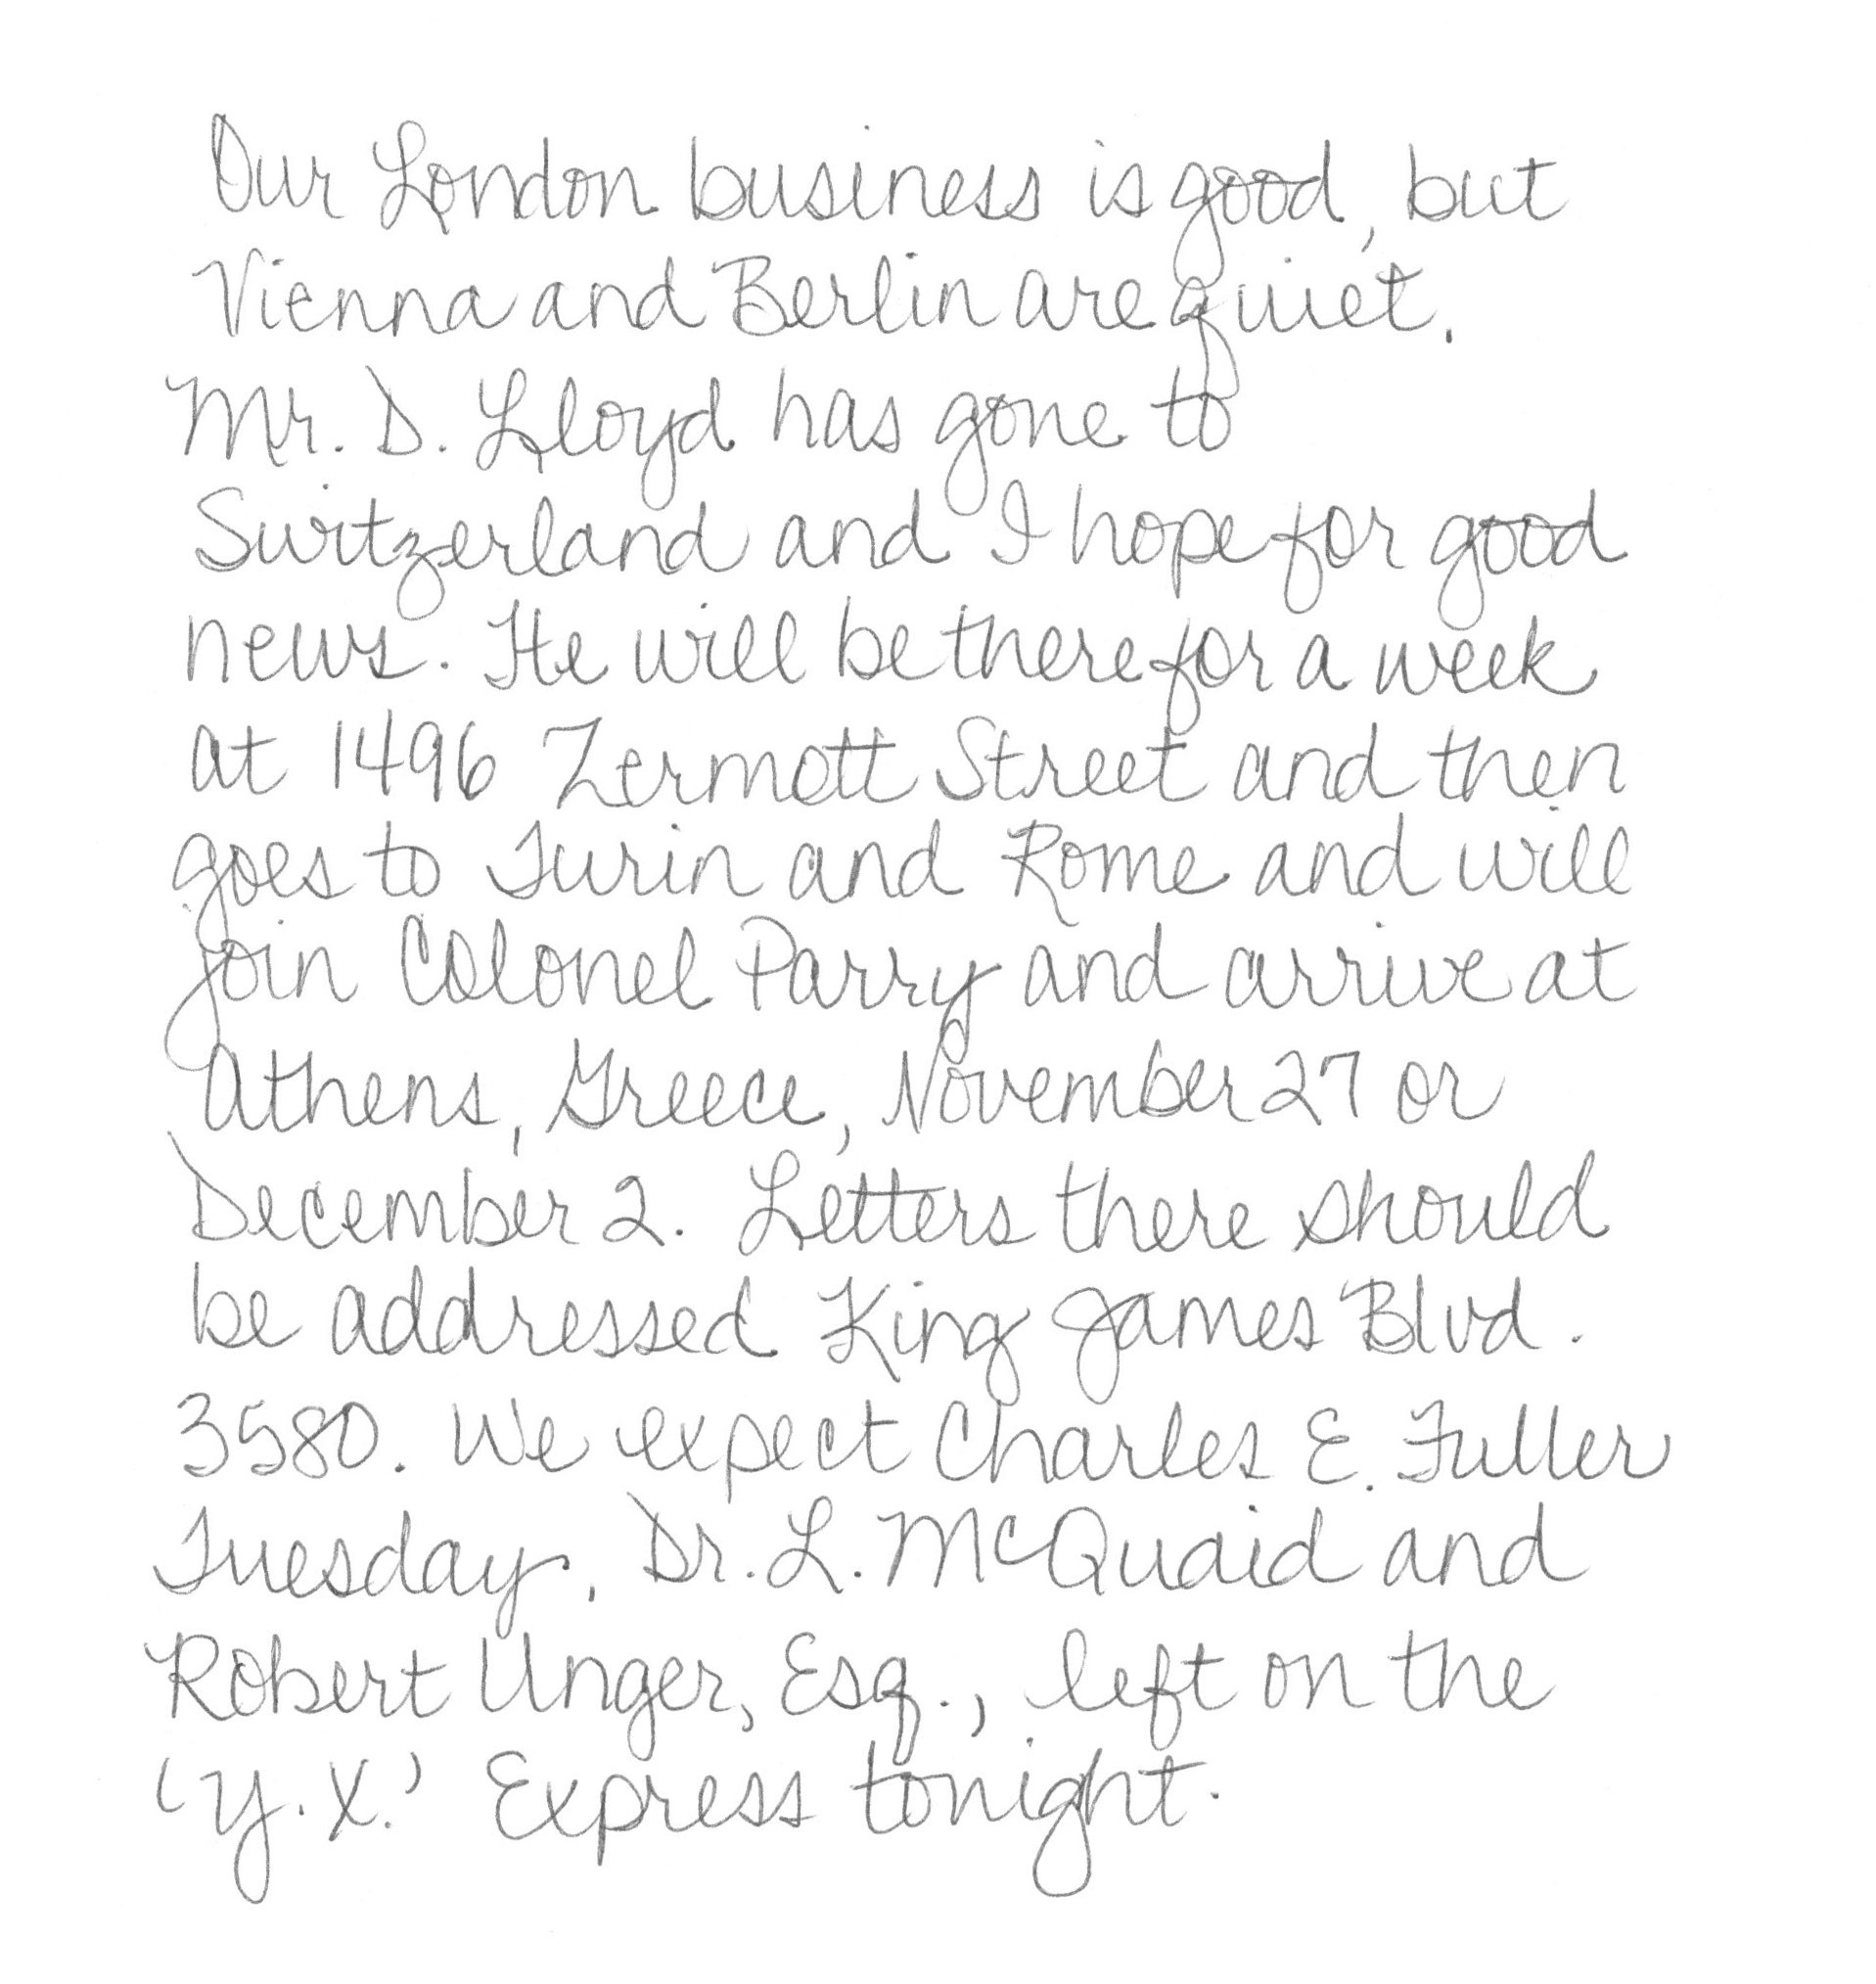 Our London business is good, but
Vienna and Berlin are quiet.
Mr. D. Lloyd has gone to
Switzerland and I hope for good
news. He will be there for a week
at 1496 Zermott Street and then
goes to Turin and Rome and will
join Colonel Parry and arrive at
Athens, Greece, November 27 or
December 2. Letters there should
be addressed King James Blvd.
3580. We expect Charles E. Fuller
Tuesday. Dr. L. McQuaid and
Robert Unger, Esq., left on the
'Y.X.' Express tonight.